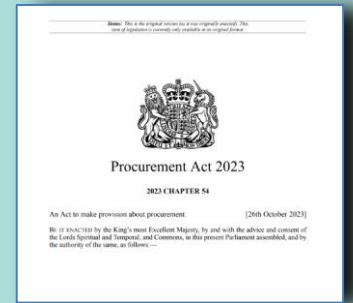 Status: This is the original version (as it was originally enacted). This
item of legislation is currently only available in its original format.
Procurement Act 2023
2023 CHAPTER 54
An Act to make provision about procurement. [26th October 2023]
BE IT ENACTED by the King's most Excellent Majesty, by and with the advice and consent of
the Lords Spiritual and Temporal, and Commons, in this present Parliament assembled, and by
the authority of the same, as follows:—